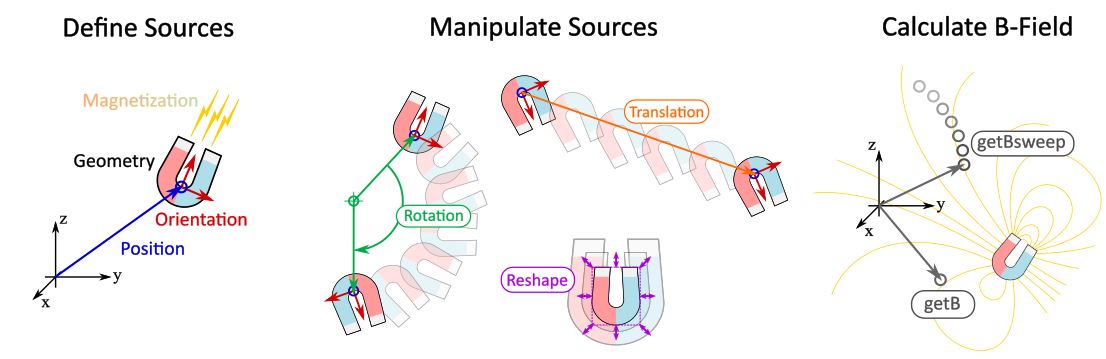 Define Sources
Magnetization
Geometry
Orientation
Position
z
y
x
Manipulate Sources
Rotation
Translation
Reshape
Calculate B-Field
getBsweep
z
y
x
getB